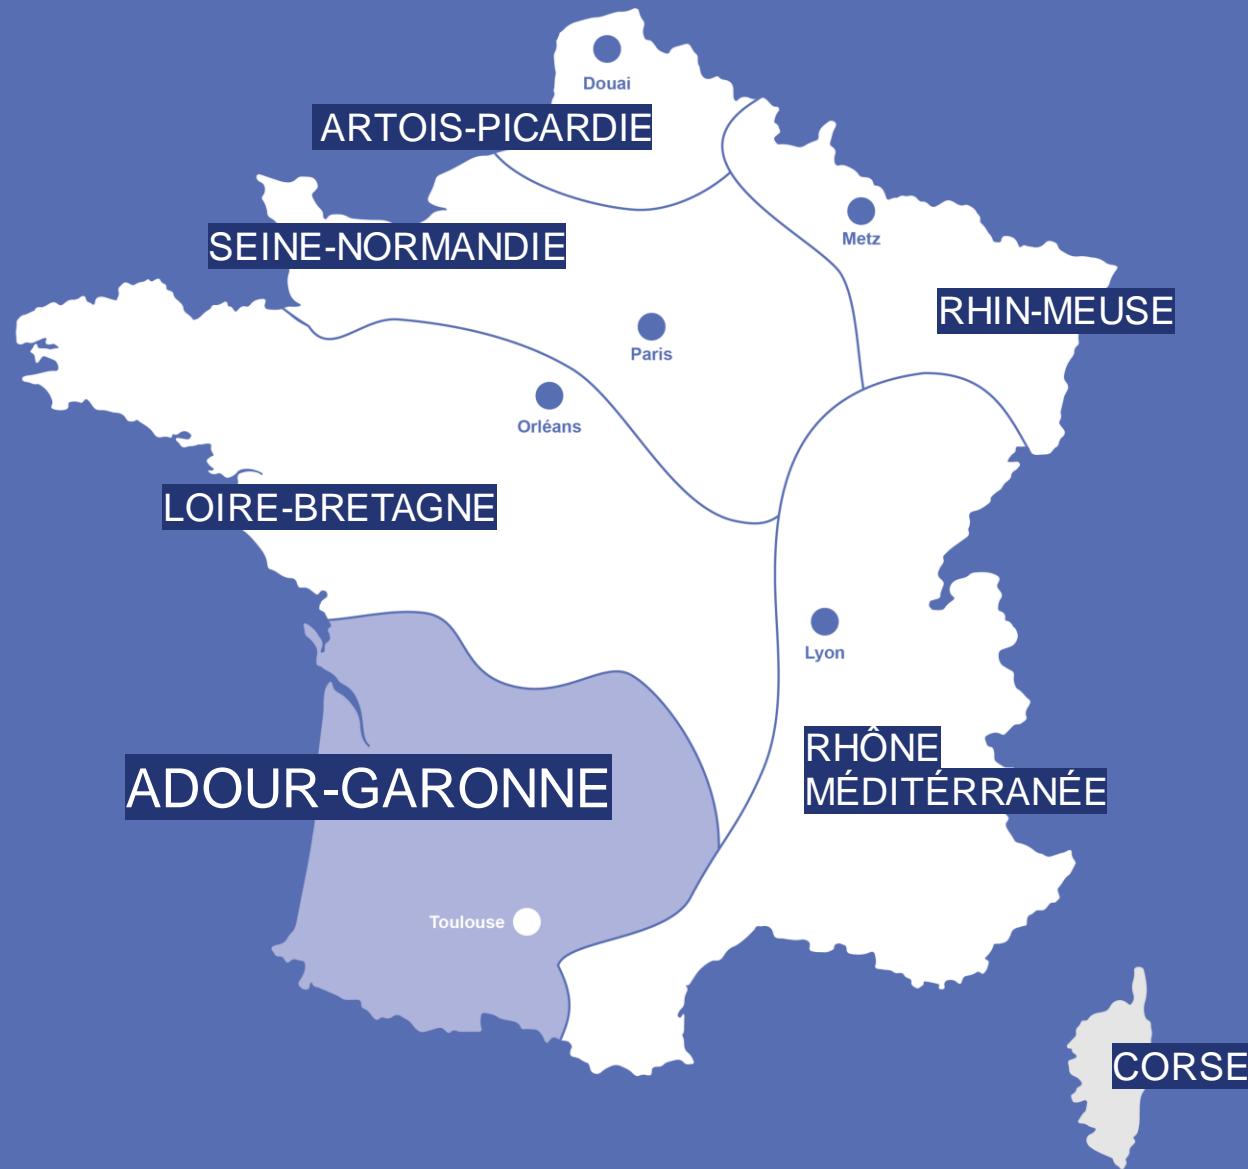 Douai
ARTOIS-PICARDIE
Metz
SEINE-NORMANDIE
RHIN-MEUSE
Paris
Orléans
LOIRE-BRETAGNE
Lyon
RHÔNE
MÉDITÉRRANÉE
ADOUR-GARONNE
Toulouse
CORSE